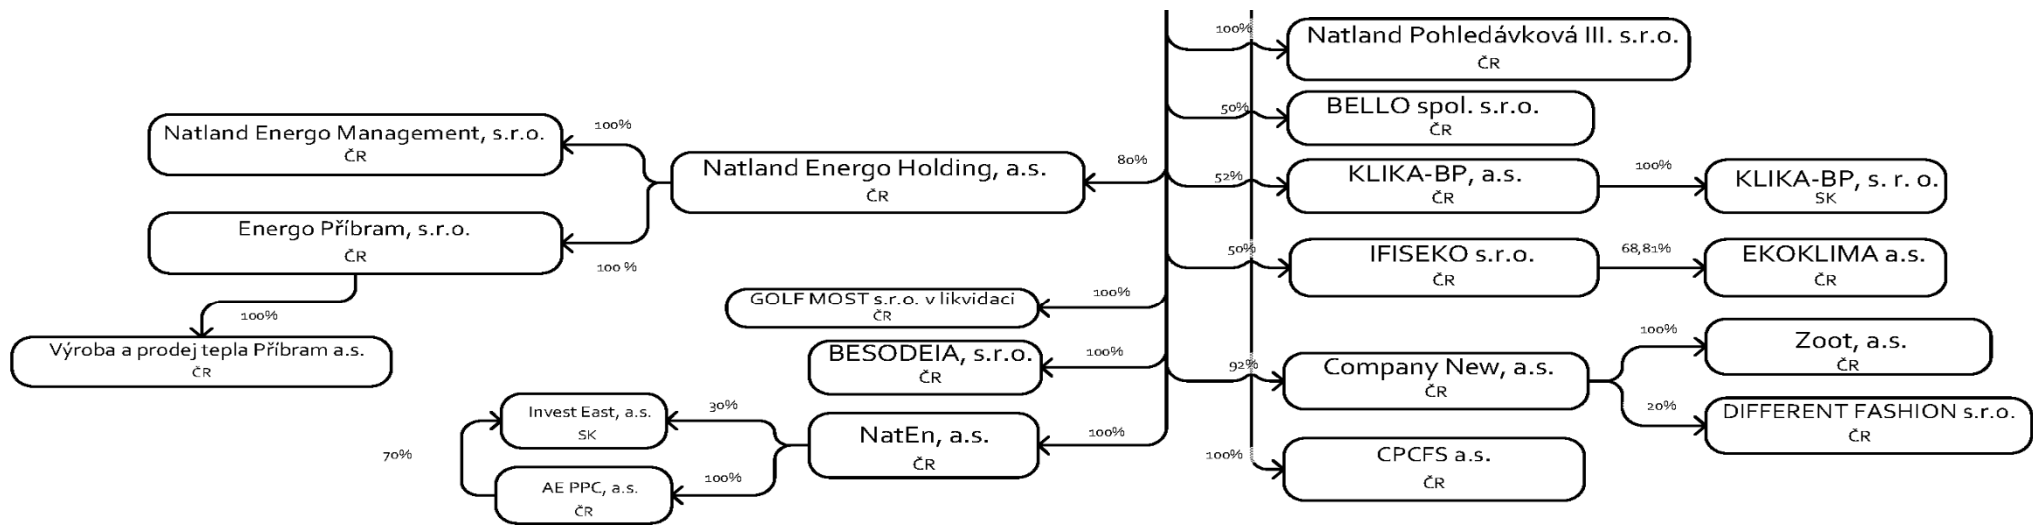 100%
Natland Pohledávková III. s.r.o.
ČR
50%
BELLO spol. s.r.o.
ČR
Natland Energo Management, s.r.o.
ČR
100%
Natland Energo Holding, a.s.
ČR
80%
52%
KLIKA-BP, a.s.
ČR
100%
KLIKA-BP, s. r. o.
SK
Energo Příbram, s.r.o.
ČR
100 %
50%
IFISEKO s.r.o.
ČR
68,81%
EKOKLIMA a.s.
ČR
GOLF MOST s.r.o. v likvidaci
ČR
100%
100%
Výroba a prodej tepla Příbram a.s.
ČR
BESODEIA, s.r.o.
ČR
100%
92%
Company New, a.s.
ČR
100%
Zoot, a.s.
ČR
20%
DIFFERENT FASHION s.r.o.
ČR
Invest East, a.s.
SK
30%
NatEn, a.s.
ČR
100%
70%
AE PPC, a.s.
ČR
100%
100%
CPCFS a.s.
ČR